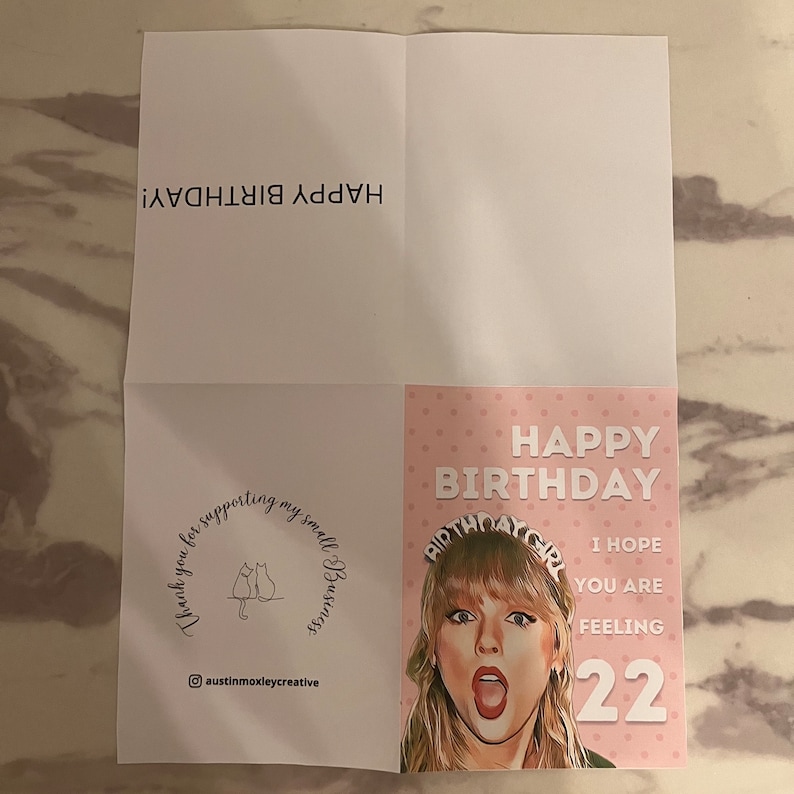 HAPPY BIRTHDAY!
Thank you for supporting my small Business
austinmoxleycreative
HAPPY
BIRTHDAY
BIRTHDAY GIRL
I HOPE
YOU ARE
FEELING
22